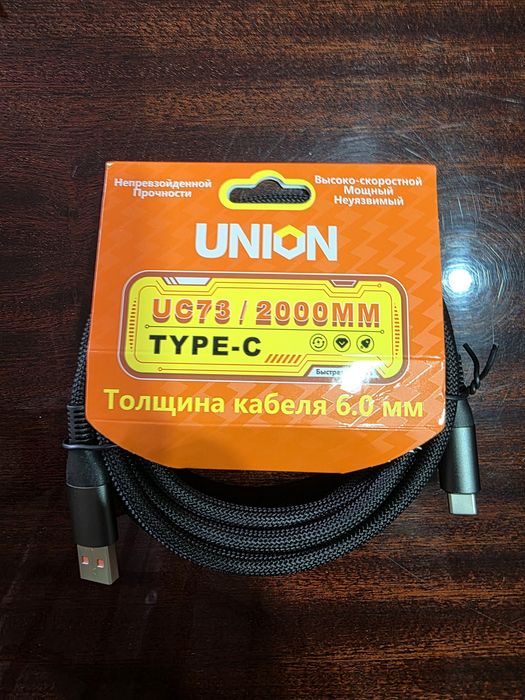 Непревзойденной
Прочности
Высоко-скоростной
Мощный
Неуязвимый
UNION
UC73 / 2000MM
TYPE-C
Толщина кабеля 6.0 мм